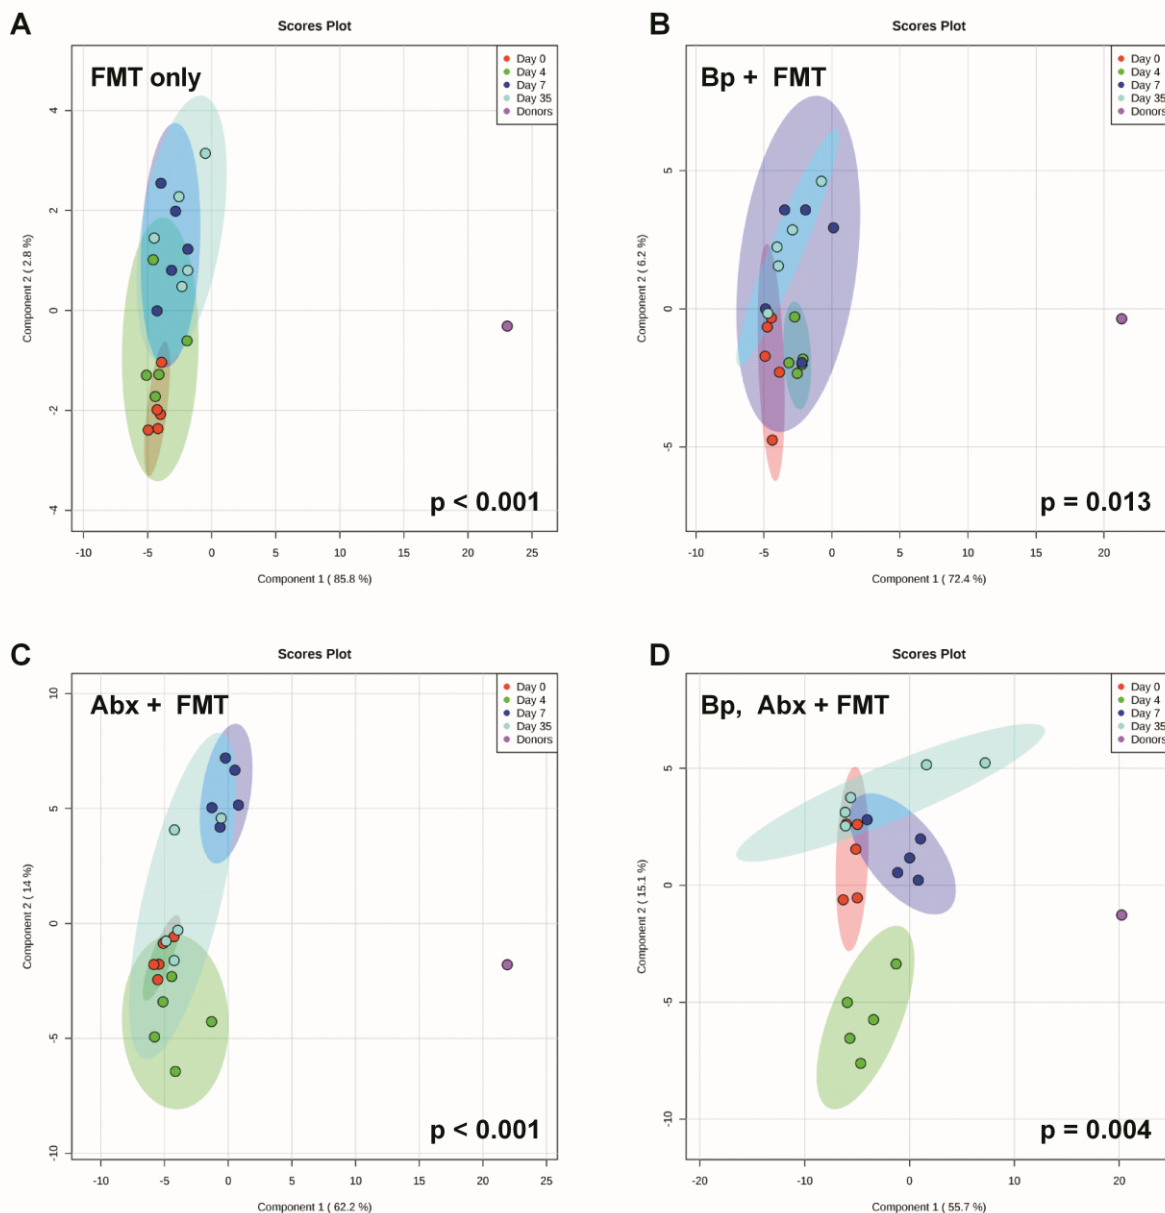 A
Scores Plot
FMT only
Day 0
Day 4
Day 7
Day 35
Donors
Component 2 ( 2.8 %)
4
2
0
-2
-4
p < 0.001
-10
-5
0
5
10
15
20
25
Component 1 ( 85.8 %)
B
Scores Plot
Bp + FMT
Day 0
Day 4
Day 7
Day 35
Donors
Component 2 ( 6.2 %)
5
0
-5
p = 0.013
-10
-5
0
5
10
15
20
Component 1 ( 72.4 %)
C
Scores Plot
Abx + FMT
Day 0
Day 4
Day 7
Day 35
Donors
Component 2 ( 14 %)
10
5
0
-5
-10
p < 0.001
-10
-5
0
5
10
15
20
25
Component 1 ( 62.2 %)
D
Scores Plot
Bp, Abx + FMT
Day 0
Day 4
Day 7
Day 35
Donors
Component 2 ( 15.1 %)
5
0
-5
-10
p = 0.004
-20
-10
0
10
20
Component 1 ( 55.7 %)